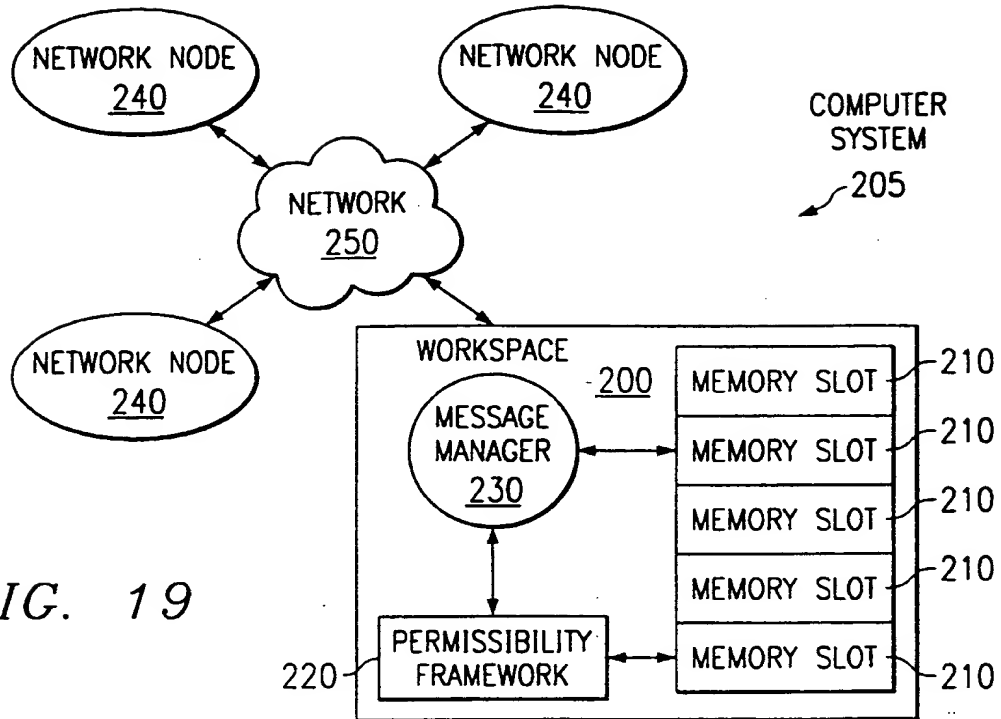 NETWORK NODE
240
NETWORK NODE
240
COMPUTER
SYSTEM
205
NETWORK
250
NETWORK NODE
240
WORKSPACE
200
MESSAGE
MANAGER
230
MEMORY SLOT
210
MEMORY SLOT
210
MEMORY SLOT
210
MEMORY SLOT
210
MEMORY SLOT
210
PERMISSIBILITY
FRAMEWORK
220
IG. 19